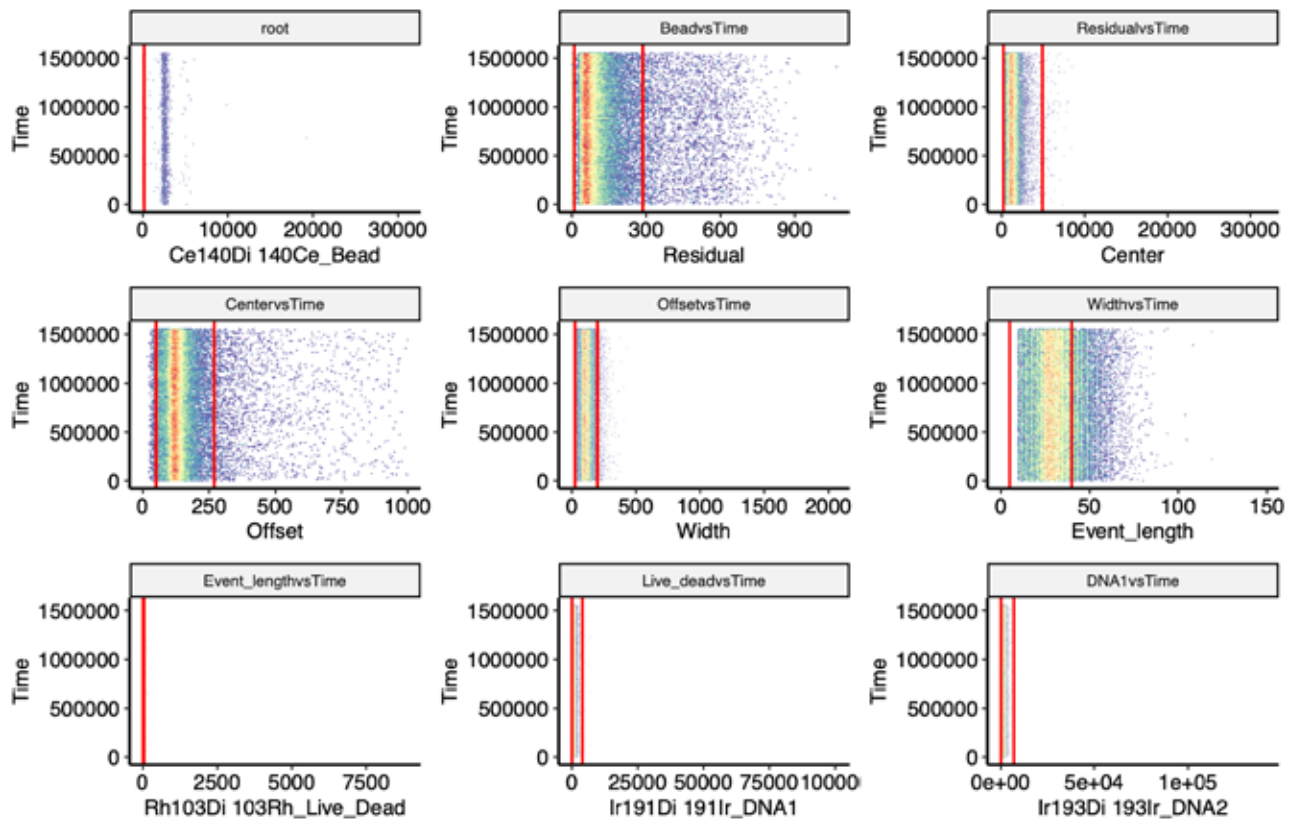 root
BeadvsTime
ResidualvsTime
1500000
1000000
500000
0
Time
0 10000 20000 30000
Ce140Di 140Ce_Bead
1500000
1000000
500000
0
Time
0 300 600 900
Residual
1500000
1000000
500000
0
Time
0 10000 20000 30000
Center
CentervsTime
OffsetvsTime
WidthvsTime
1500000
1000000
500000
0
Time
0 250 500 750 1000
Offset
1500000
1000000
500000
0
Time
0 500 1000 1500 2000
Width
1500000
1000000
500000
0
Time
0 50 100 150
Event_length
Event_lengthvsTime
Live_deadvsTime
DNA1vsTime
1500000
1000000
500000
0
Time
0 2500 5000 7500
Rh103Di 103Rh_Live_Dead
1500000
1000000
500000
0
Time
0 25000 50000 75000 10000
Ir191Di 191Ir_DNA1
1500000
1000000
500000
0
Time
0e+00 5e+04 1e+05
Ir193Di 193Ir_DNA2